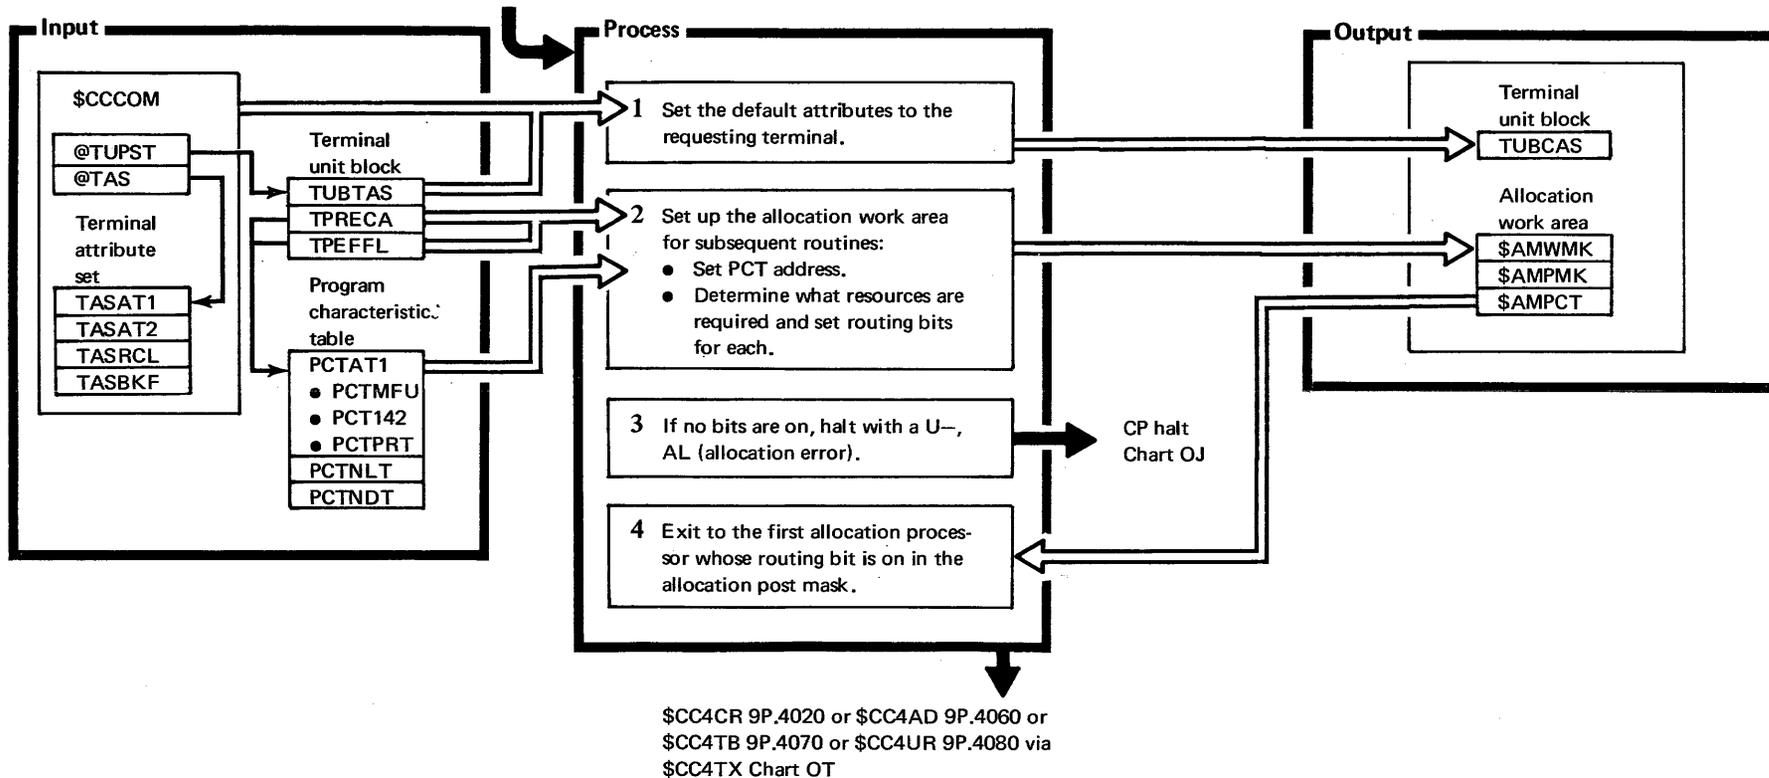 Input
$CCCOM
@TUPST
@TAS
Terminal
attribute
set
TASAT1
TASAT2
TASRCL
TASBKF
Terminal
unit block
TUBTAS
TPRECA
TPEFFL
Program
characteristic
table
PCTAT1
● PCTMFU
● PCT142
● PCTPRT
PCTNLT
PCTNDT
Process
1 Set the default attributes to the
requesting terminal.
2 Set up the allocation work area
for subsequent routines:
● Set PCT address.
● Determine what resources are
required and set routing bits
for each.
3 If no bits are on, halt with a U—,
AL (allocation error).
4 Exit to the first allocation proces-
sor whose routing bit is on in the
allocation post mask.
CP halt
Chart OJ
Output
Terminal
unit block
TUBCAS
Allocation
work area
$AMWMK
$AMPMK
$AMPCT
$CC4CR 9P.4020 or $CC4AD 9P.4060 or
$CC4TB 9P.4070 or $CC4UR 9P.4080 via
$CC4TX Chart OT